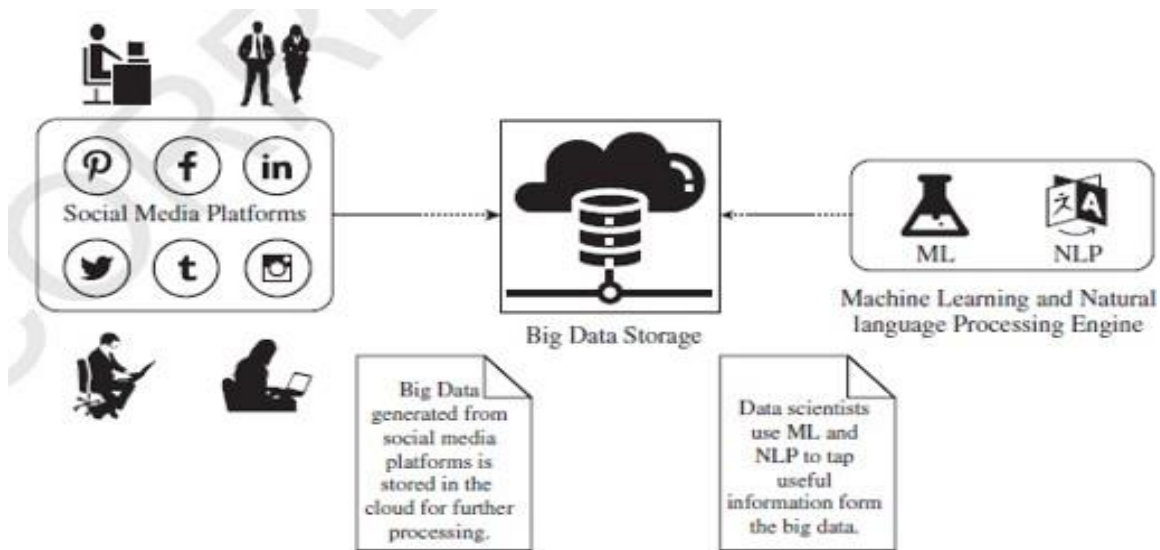 Social Media Platforms
in
Big Data Storage
ML
NLP
Machine Learning and Natural
language Processing Engine
Big Data
generated from
social media
platforms is
stored in the
cloud for further
processing.
Data scientists
use ML and
NLP to tap
useful
information form
the big data.